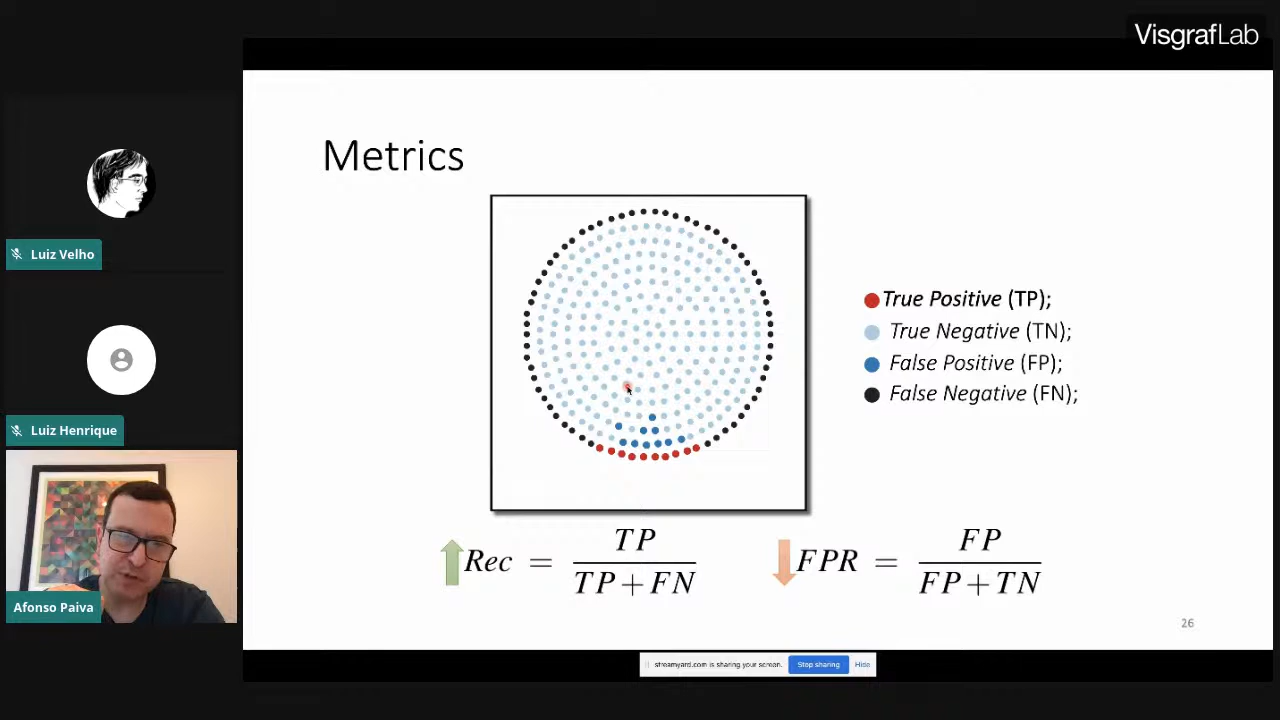 VisgrafLab
Luiz Velho
Luiz Henrique
Afonso Paiva
Metrics
True Positive (TP);
True Negative (TN);
False Positive (FP);
False Negative (FN);
Rec = TP / TP + FN
FPR = FP / FP + TN
26
streamyard.com is sharing your screen. Stop sharing Hide